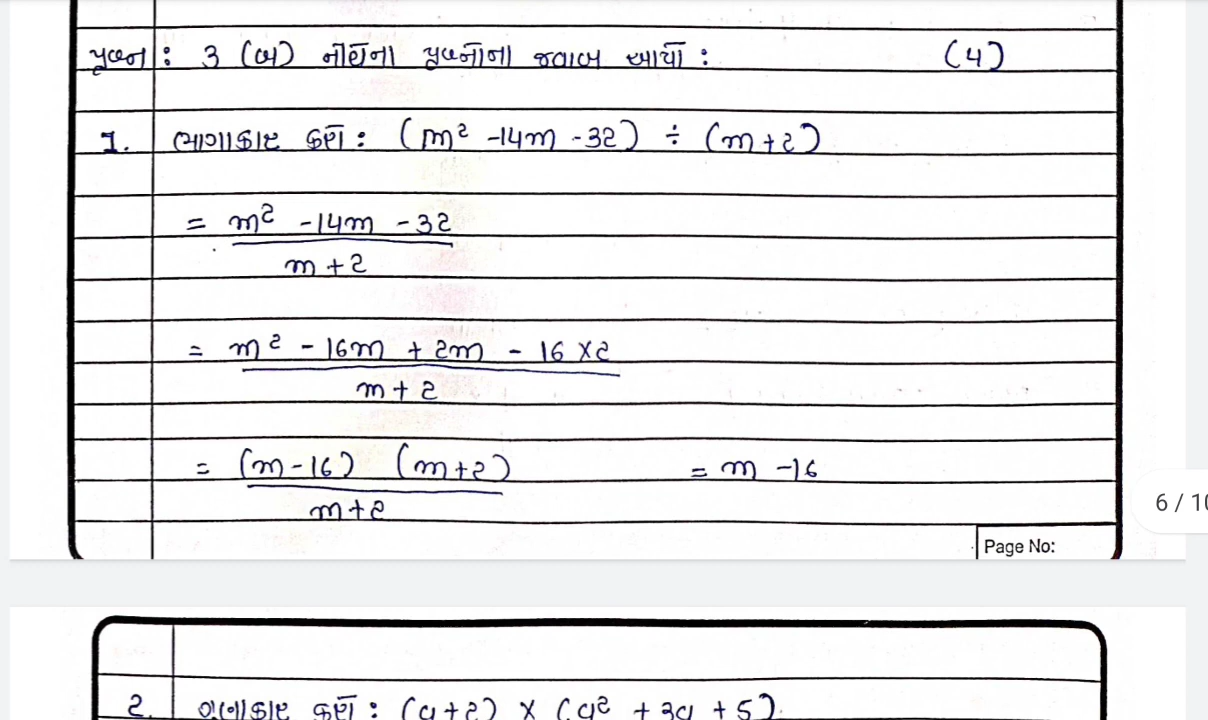 પ્રશ્ન : 3 (બ) નીચેના પ્રશ્નોના જવાબ આપો : (4)
1. ભાગાકાર કરો : (m² -14m -32) ÷ (m+2)
= m² -14m -32
m+2
= m² - 16m + 2m - 16 ×2
m+2
= (m-16) (m+2) = m -16
m+2
6 / 10
Page No:
2. ગુણાકાર કરો : (a+2) × (a² + 3a + 5)